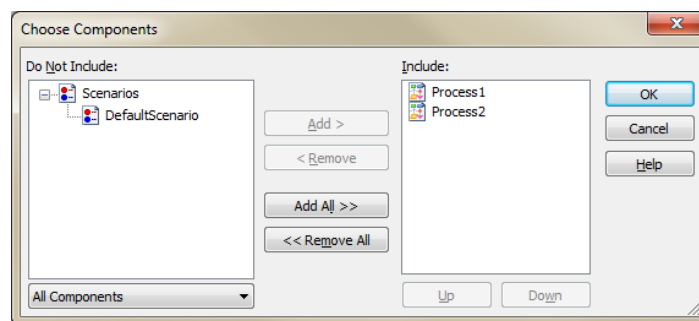 Choose Components
Do Not Include:
Scenarios
DefaultScenario
All Components
Add >
< Remove
Add All >>
<< Remove All
Include:
Process1
Process2
Up
Down
OK
Cancel
Help